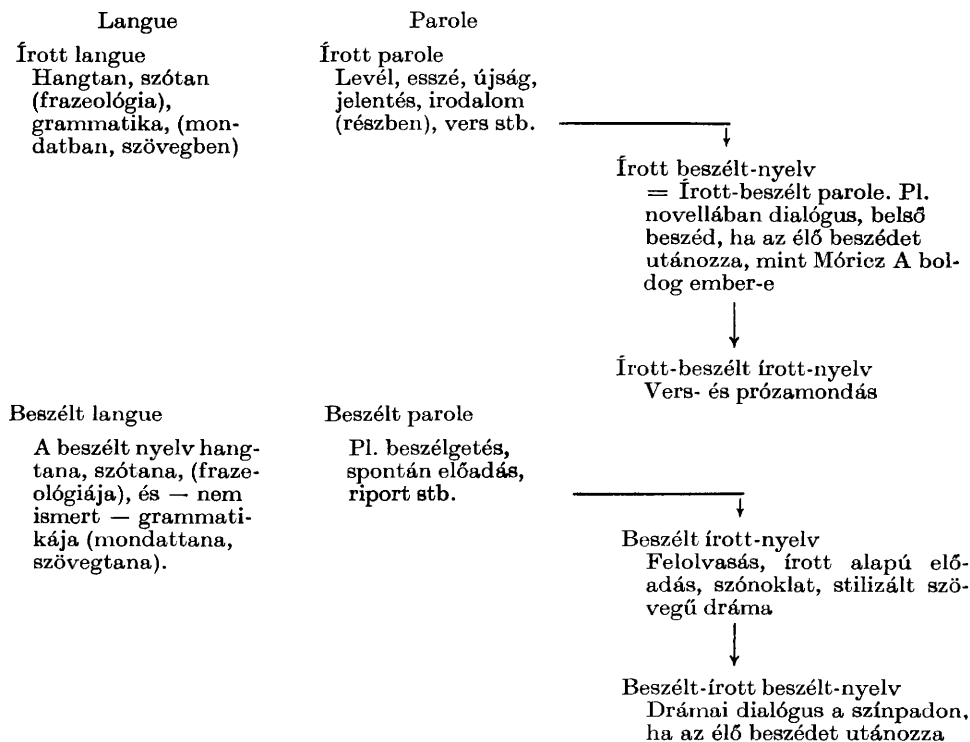 Langue
Parole
Írott langue
Hangtan, szótan
(frazeológia),
grammatika, (mon-
datban, szövegben)
Írott parole
Levél, esszé, újság,
jelentés, irodalom
(részben), vers stb.
Írott beszélt-nyelv
= Írott-beszélt parole. Pl.
novellában dialógus, belső
beszéd, ha az élő beszédet
utánozza, mint Móricz A bol-
dog ember-e
Írott-beszélt írott-nyelv
Vers- és prózamondás
Beszélt langue
A beszélt nyelv hang-
tana, szótana, (fraze-
ológiája), és — nem
ismert — grammati-
kája (mondattana,
szövegtana).
Beszélt parole
Pl. beszélgetés,
spontán előadás,
riport stb.
Beszélt írott-nyelv
Felolvasás, írott alapú elő-
adás, szónoklat, stilizált szö-
vegű dráma
Beszélt-írott beszélt-nyelv
Drámai dialógus a színpadon,
ha az élő beszédet utánozza